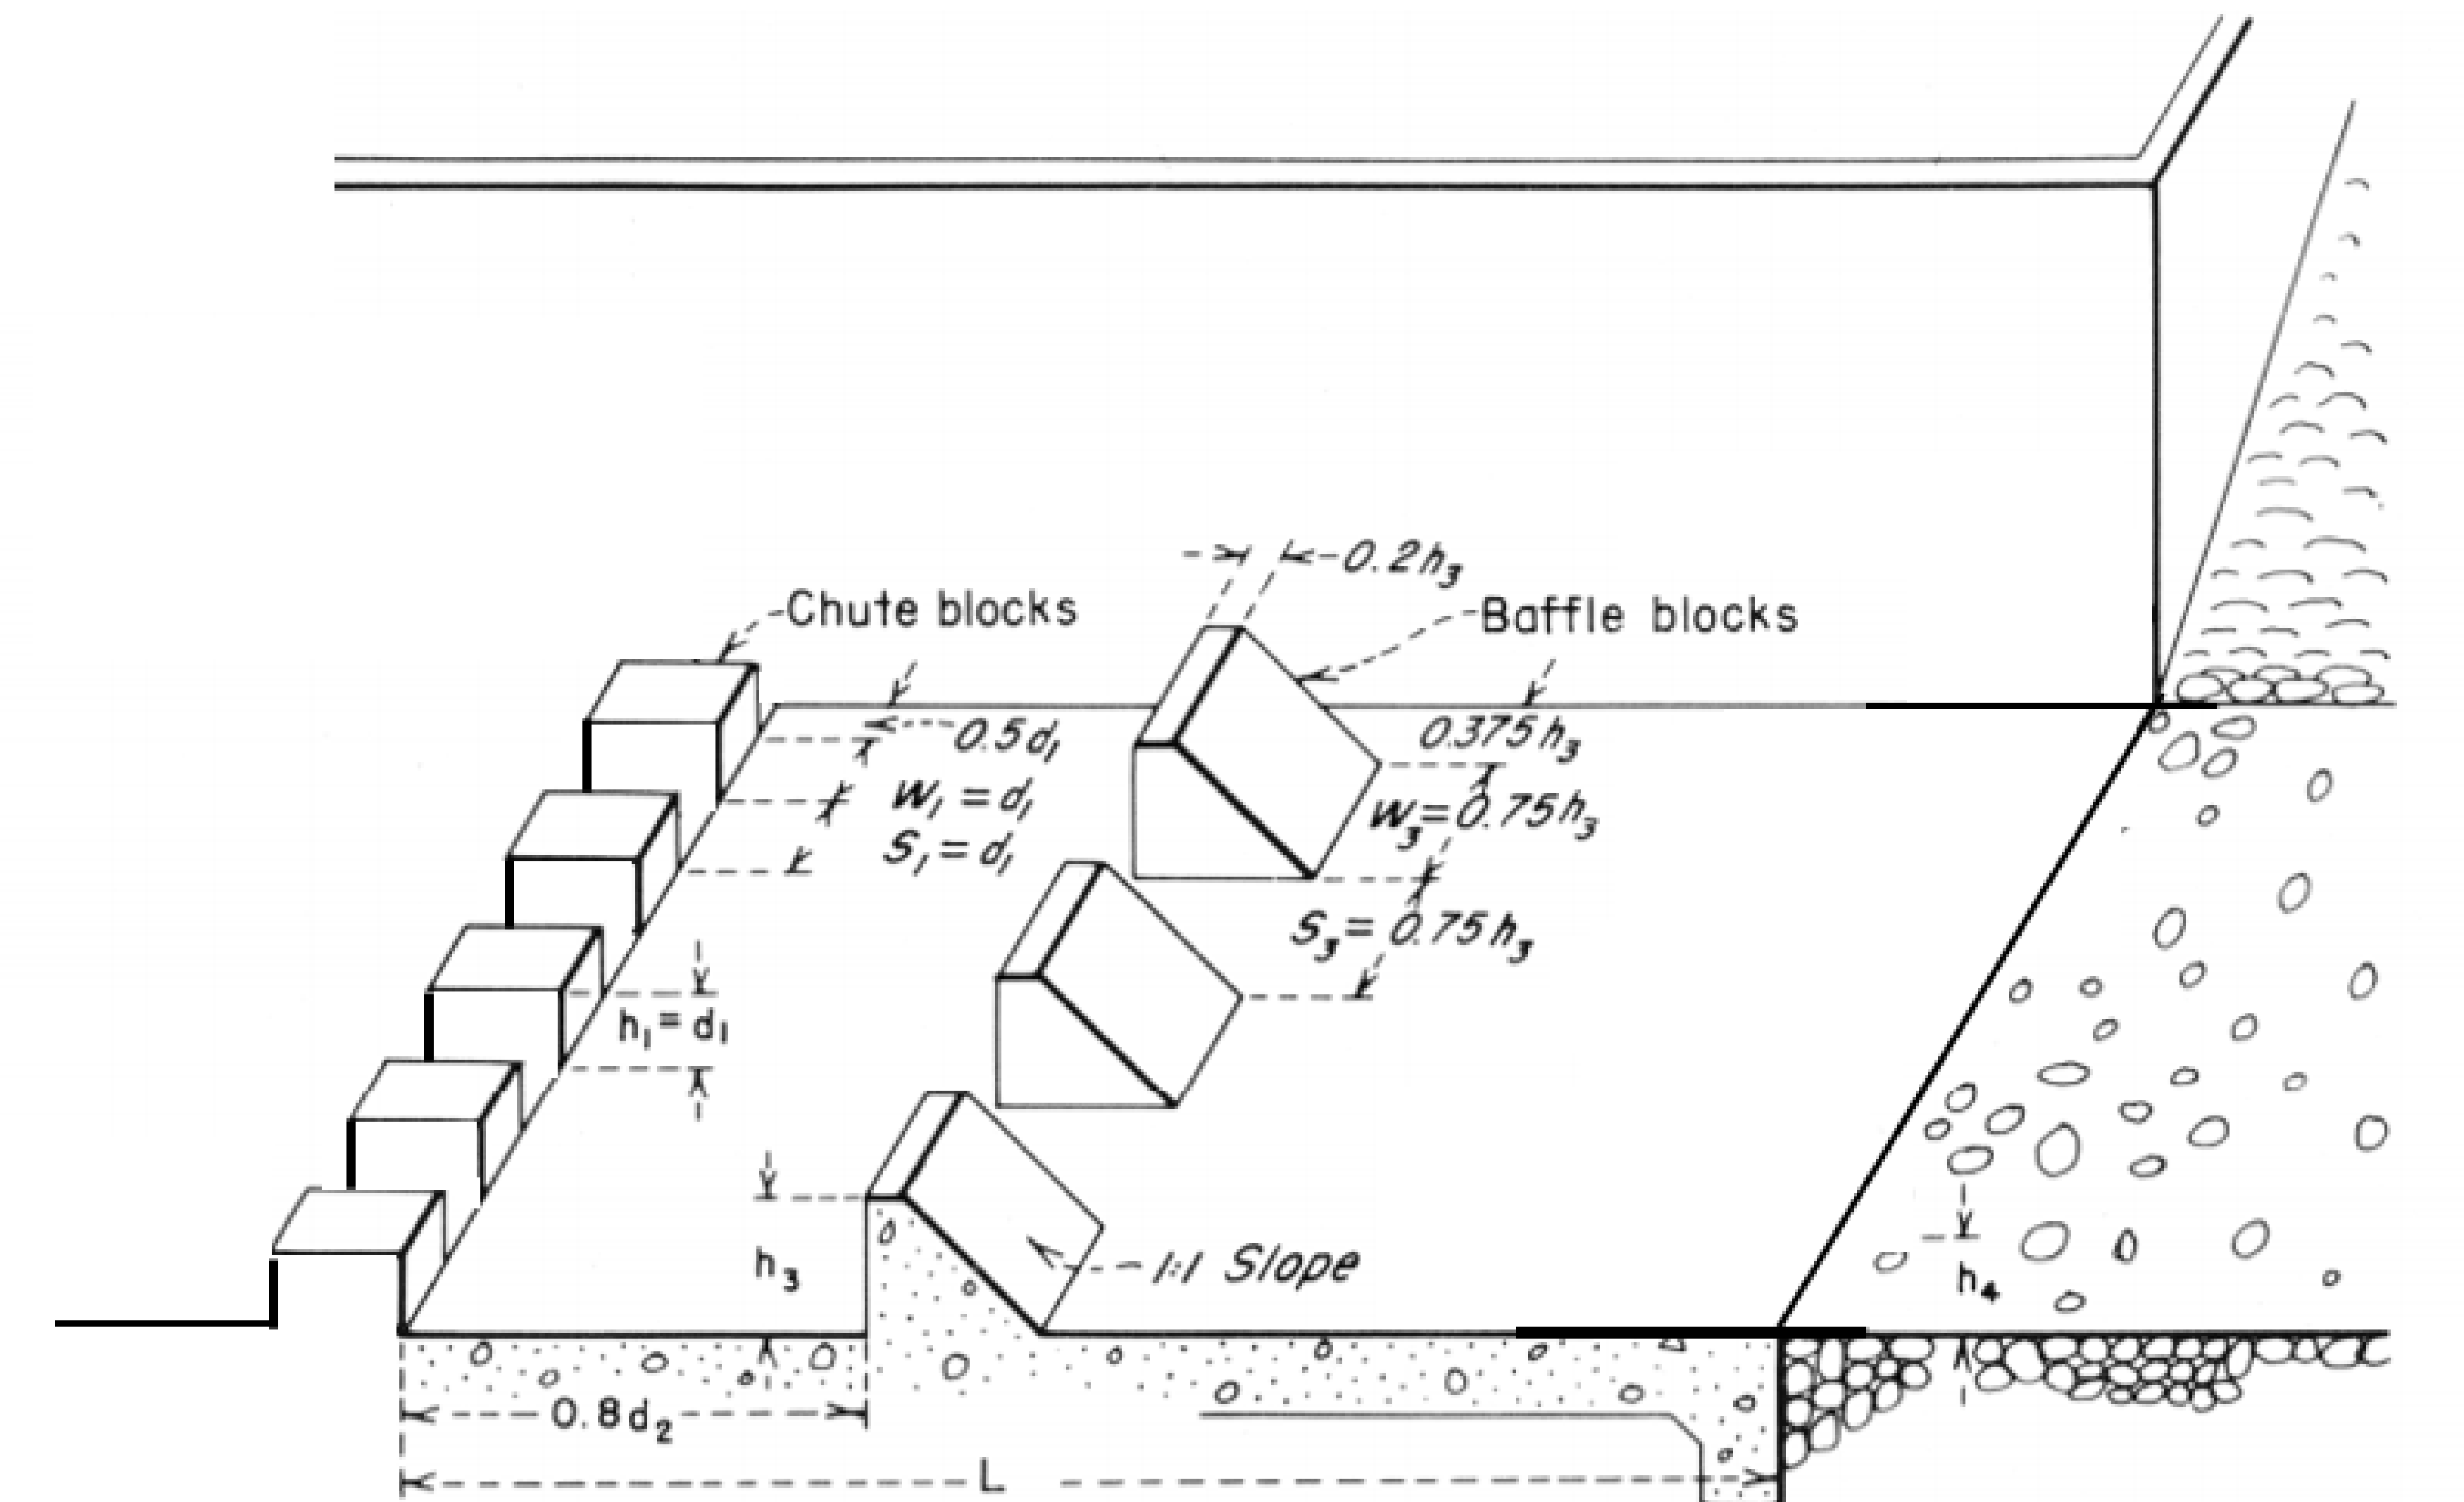 0.2h₃
Chute blocks
Baffle blocks
0.5d₁
0.375h₃
W₁ = d₁
W₃=0.75h₃
S₁ = d₁
S₃= 0.75h₃
h₁= d₁
h₃
1:1 Slope
h₄
0.8d₂
L